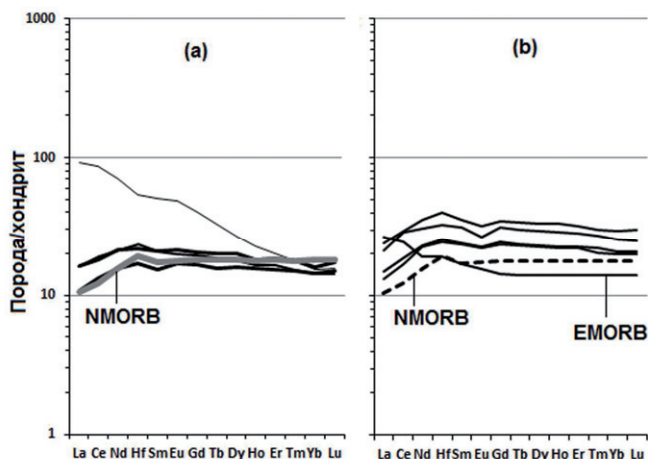 1000
(a)
(b)
100
Порода/хондрит
10
NMORB
NMORB
EMORB
1
La Ce Nd Hf Sm Eu Gd Tb Dy Ho Er Tm Yb Lu
La Ce Nd Hf Sm Eu Gd Tb Dy Ho Er Tm Yb Lu